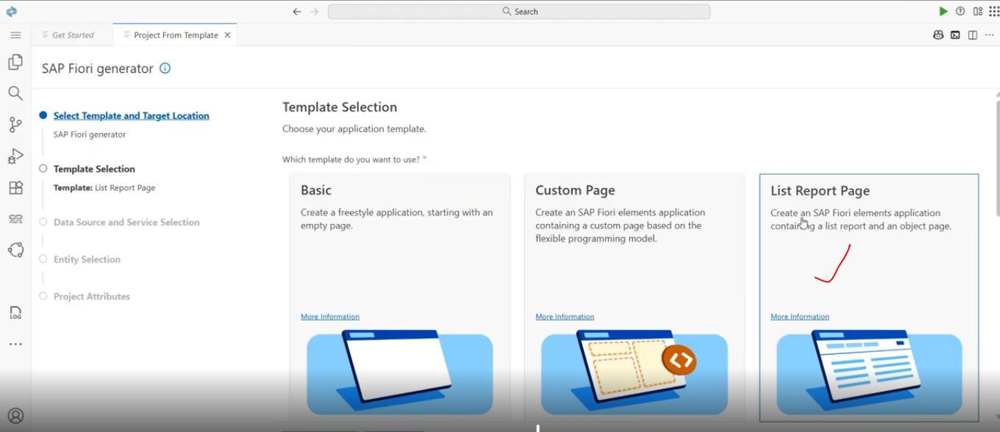 Search
Get Started
Project From Template
SAP Fiori generator
Select Template and Target Location
SAP Fiori generator
Template Selection
Template: List Report Page
Data Source and Service Selection
Entity Selection
Project Attributes
LOG
Template Selection
Choose your application template.
Which template do you want to use? *
Basic
Create a freestyle application, starting with an
empty page.
More Information
Custom Page
Create an SAP Fiori elements application
containing a custom page based on the
flexible programming model.
More Information
List Report Page
Create an SAP Fiori elements application
containing a list report and an object page.
More Information